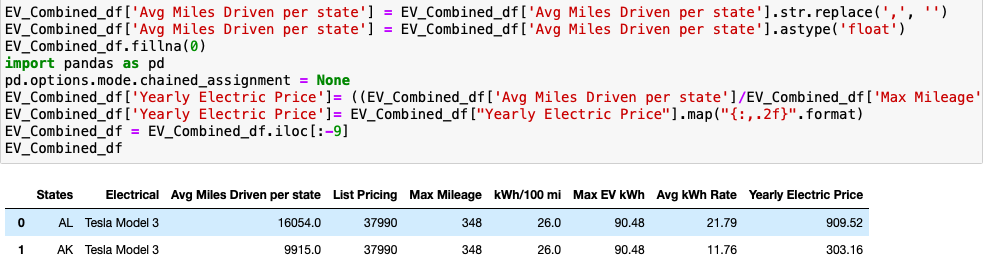 EV_Combined_df['Avg Miles Driven per state'] = EV_Combined_df['Avg Miles Driven per state'].str.replace(',', '')
EV_Combined_df['Avg Miles Driven per state'] = EV_Combined_df['Avg Miles Driven per state'].astype('float')
EV_Combined_df.fillna(0)
import pandas as pd
pd.options.mode.chained_assignment = None
EV_Combined_df['Yearly Electric Price']= ((EV_Combined_df['Avg Miles Driven per state']/EV_Combined_df['Max Mileage'
EV_Combined_df['Yearly Electric Price']= EV_Combined_df["Yearly Electric Price"].map("{:,.2f}".format)
EV_Combined_df = EV_Combined_df.iloc[:-9]
EV_Combined_df
States Electrical Avg Miles Driven per state List Pricing Max Mileage kWh/100 mi Max EV kWh Avg kWh Rate Yearly Electric Price
0 AL Tesla Model 3 16054.0 37990 348 26.0 90.48 21.79 909.52
1 AK Tesla Model 3 9915.0 37990 348 26.0 90.48 11.76 303.16